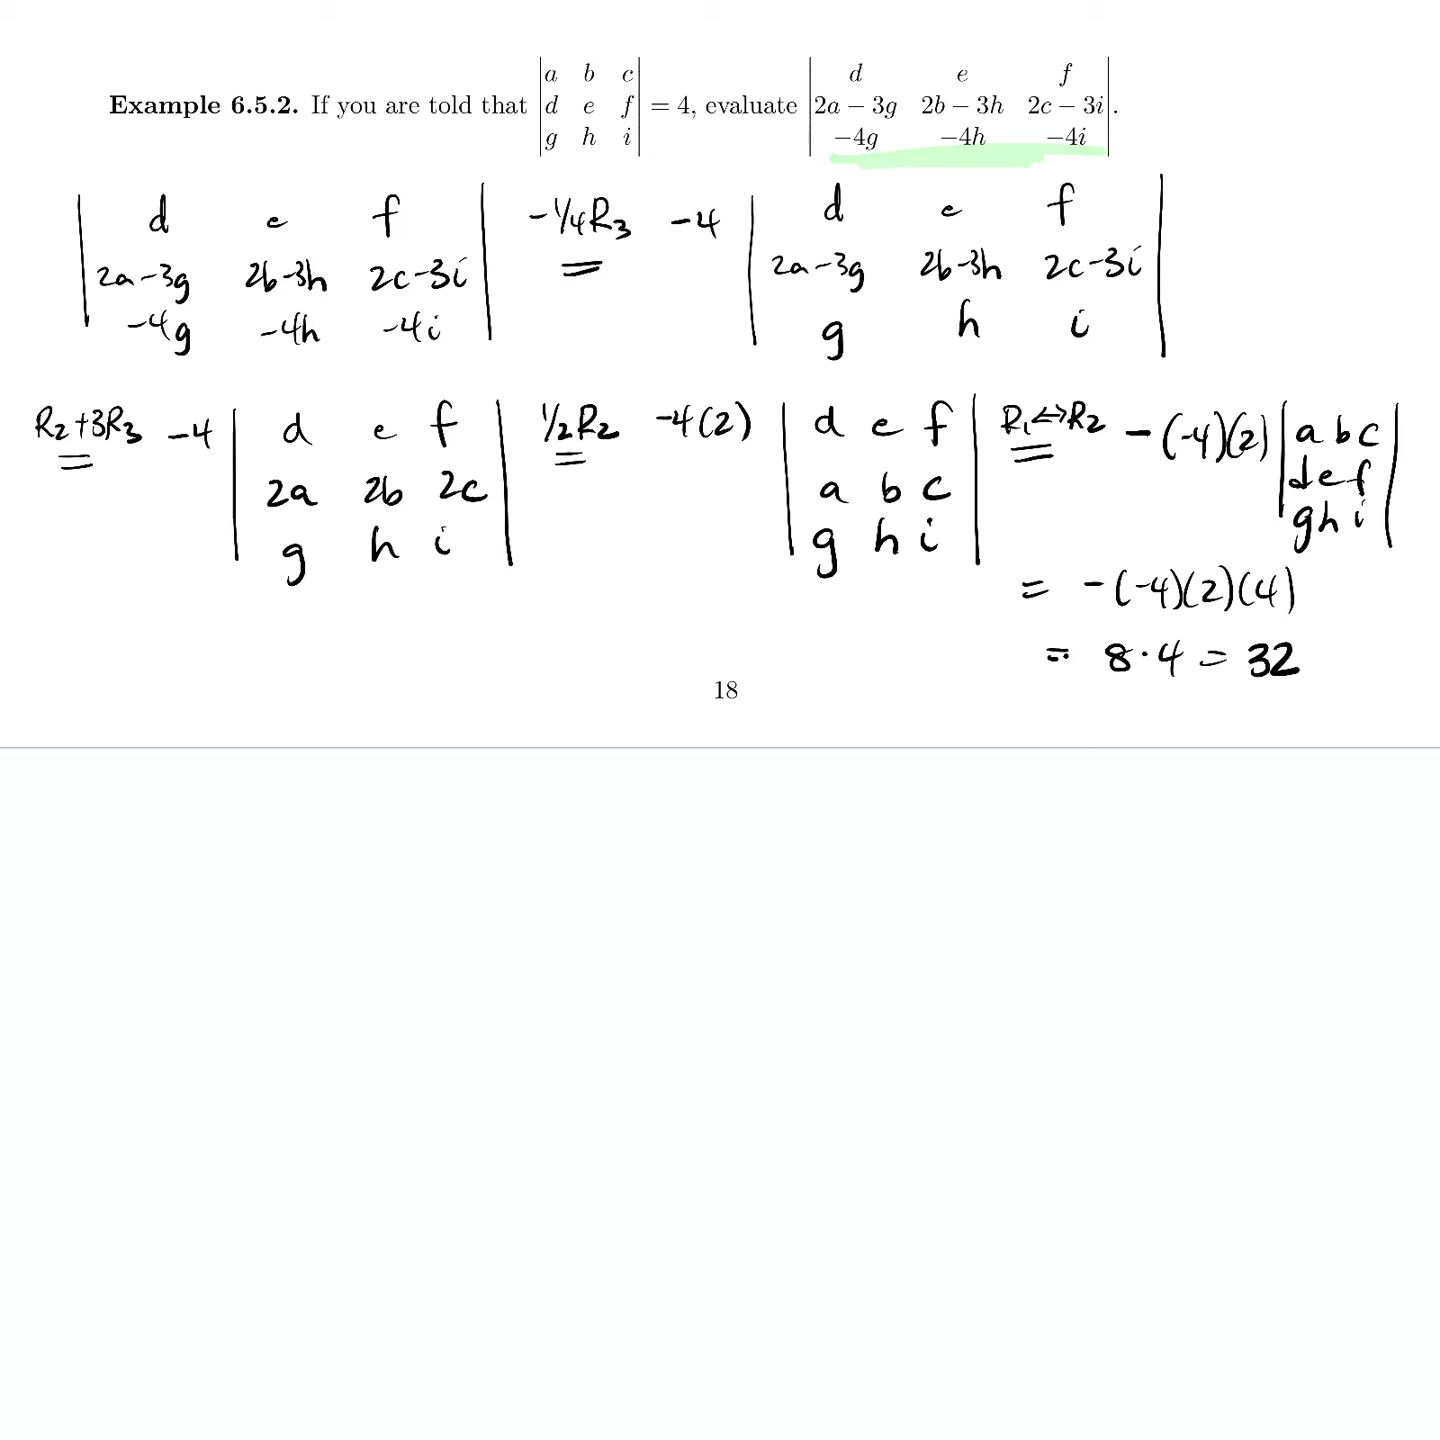 Example 6.5.2. If you are told that |a b c; d e f; g h i| = 4, evaluate |d e f; 2a − 3g 2b − 3h 2c − 3i; −4g −4h −4i|.
d e f -1/4R3 -4 d e f
2a-3g 2b-3h 2c-3i = 2a-3g 2b-3h 2c-3i
-4g -4h -4i g h i
R2+3R3 -4 d e f 1/2R2 -4(2) d e f R1↔R2 -(-4)(2) a b c
= 2a 2b 2c = a b c = d e f
g h i g h i g h i
= -(-4)(2)(4)
= 8·4 = 32
18